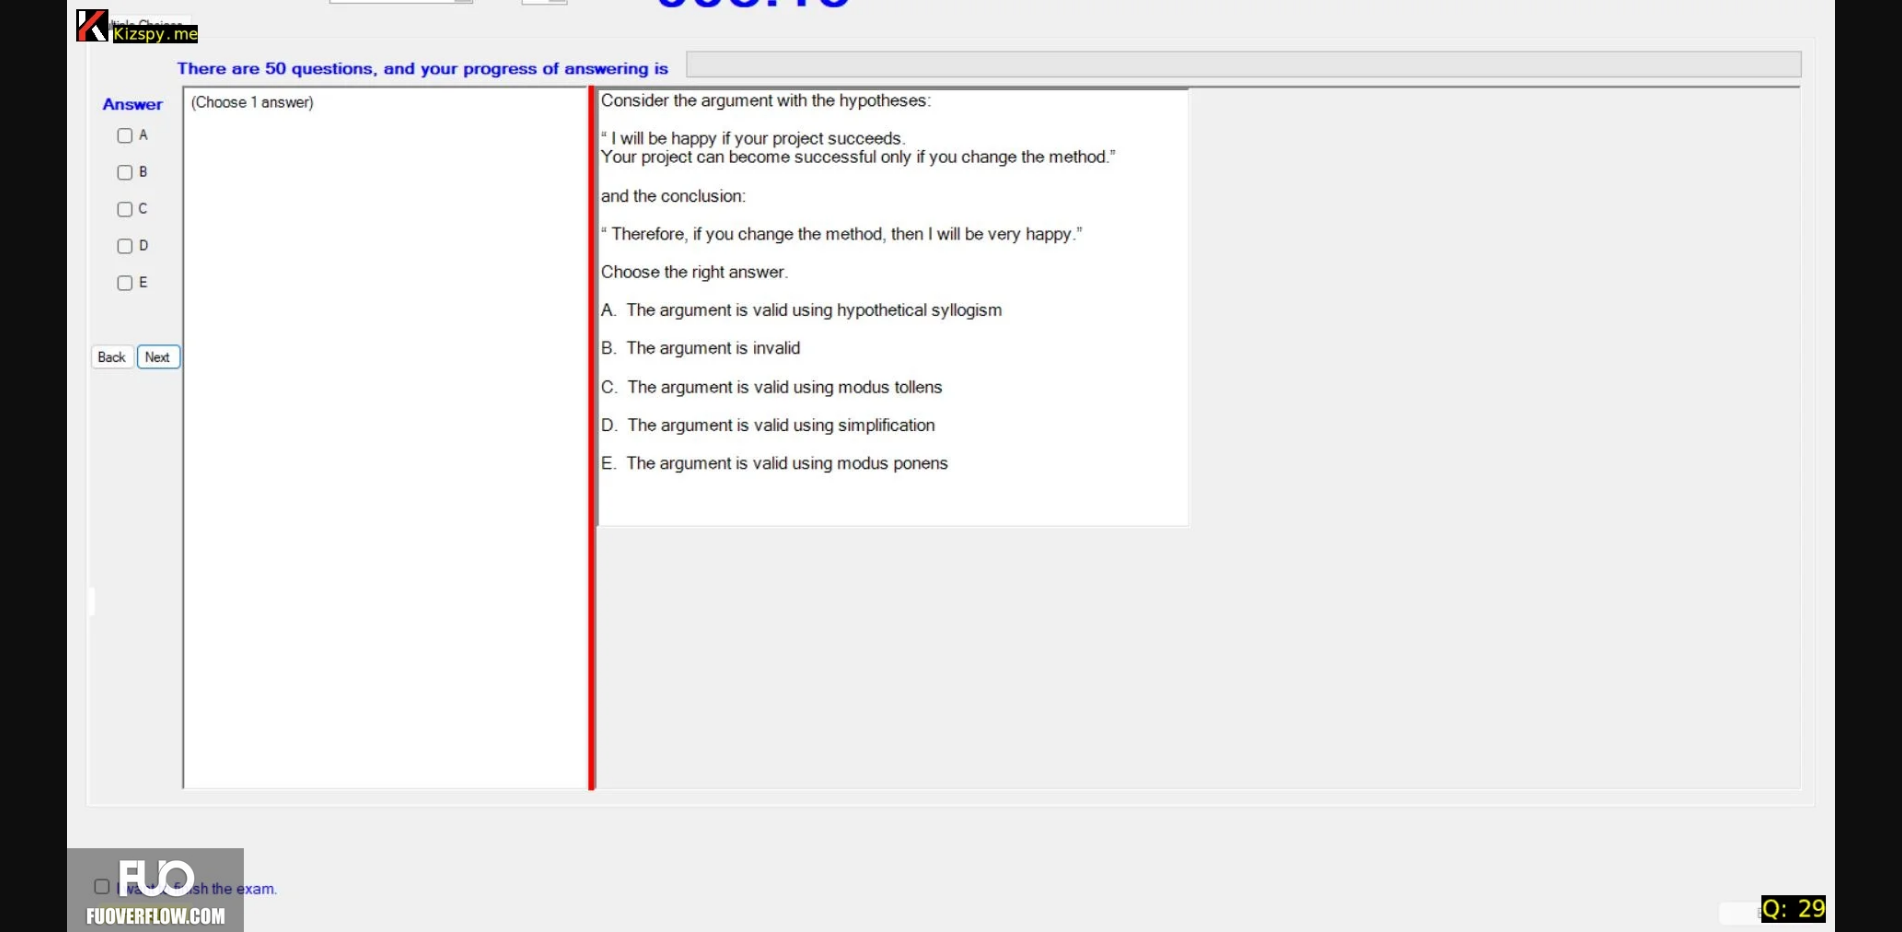 Kizspy.me
There are 50 questions, and your progress of answering is
Answer
(Choose 1 answer)
A
B
C
D
E
Back
Next
Consider the argument with the hypotheses:
“ I will be happy if your project succeeds.
Your project can become successful only if you change the method.”
and the conclusion:
“ Therefore, if you change the method, then I will be very happy.”
Choose the right answer.
A. The argument is valid using hypothetical syllogism
B. The argument is invalid
C. The argument is valid using modus tollens
D. The argument is valid using simplification
E. The argument is valid using modus ponens
FUO
the exam.
FUOVERFLOW.COM
Q: 29